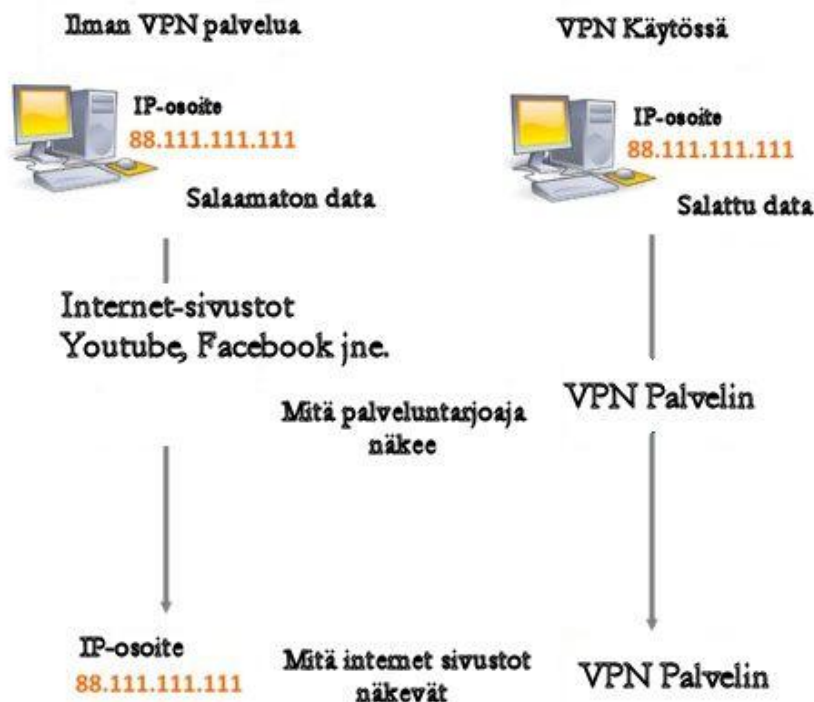 Ilman VPN palvelua
IP-osoite
88.111.111.111
Salaamaton data
Internet-sivustot
Youtube, Facebook jne.
IP-osoite
88.111.111.111
Mitä palveluntarjoaja
näkee
Mitä internet sivustot
näkevät
VPN Käytössä
IP-osoite
88.111.111.111
Salattu data
VPN Palvelin
VPN Palvelin